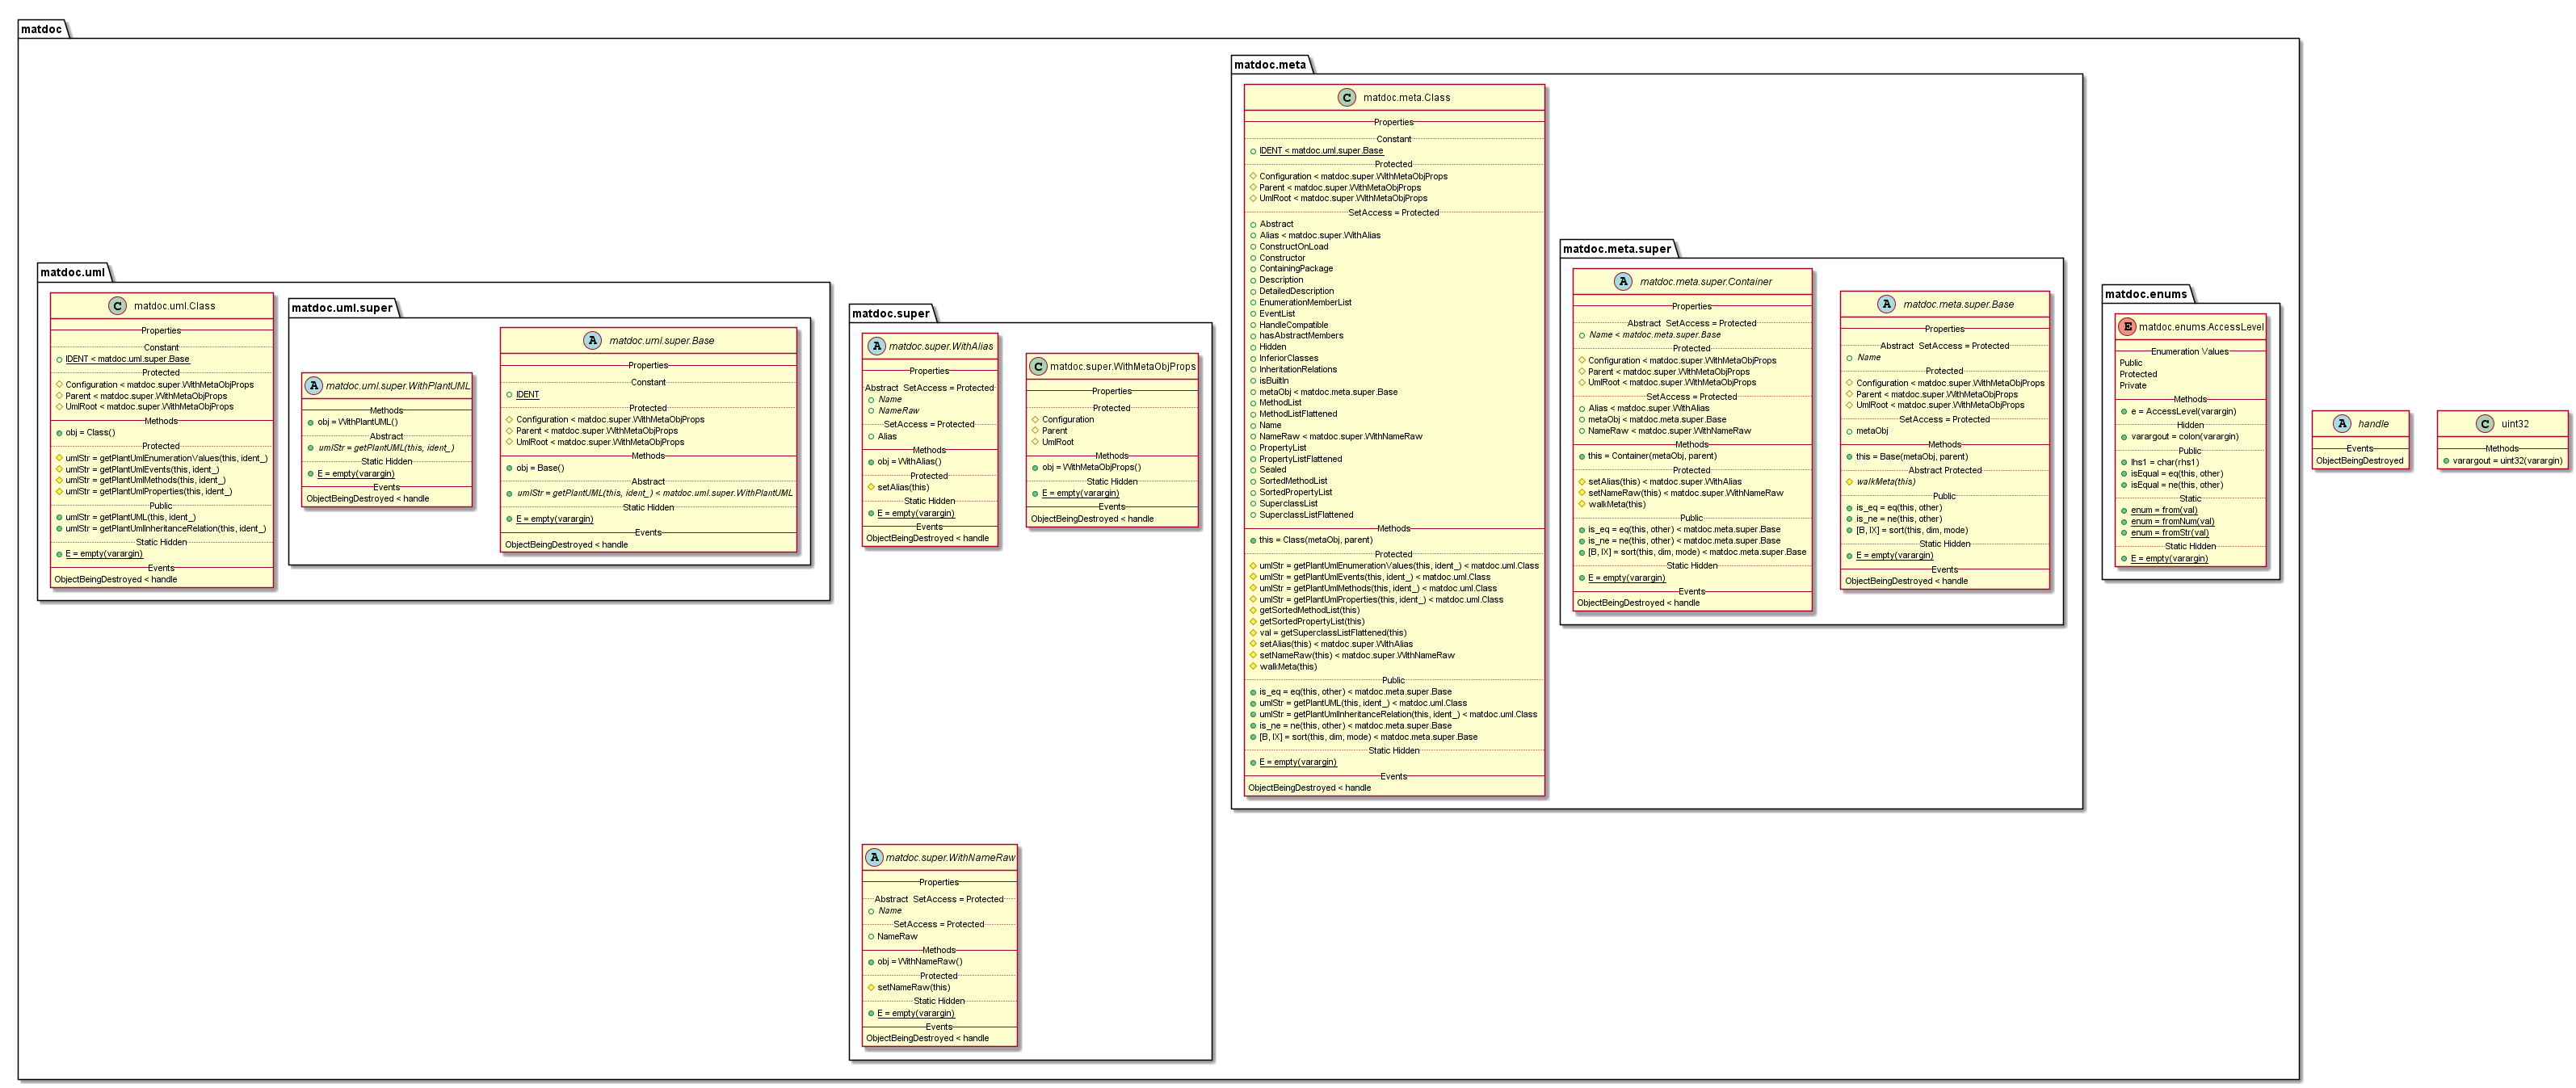 matdoc
matdoc.uml
matdoc.uml.Class
Properties
Constant
IDENT < matdoc.uml.super.Base
Protected
Configuration < matdoc.super.WithMetaObjProps
Parent < matdoc.super.WithMetaObjProps
UmlRoot < matdoc.super.WithMetaObjProps
Methods
obj = Class()
Protected
umlStr = getPlantUmlEnumerationValues(this, ident_)
umlStr = getPlantUmlEvents(this, ident_)
umlStr = getPlantUmlMethods(this, ident_)
umlStr = getPlantUmlProperties(this, ident_)
Public
umlStr = getPlantUML(this, ident_)
umlStr = getPlantUmlInheritanceRelation(this, ident_)
Static Hidden
E = empty(varargin)
Events
ObjectBeingDestroyed < handle
matdoc.uml.super
matdoc.uml.super.WithPlantUML
Methods
obj = WithPlantUML()
Abstract
umlStr = getPlantUML(this, ident_)
Static Hidden
E = empty(varargin)
Events
ObjectBeingDestroyed < handle
matdoc.uml.super.Base
Properties
Constant
IDENT
Protected
Configuration < matdoc.super.WithMetaObjProps
Parent < matdoc.super.WithMetaObjProps
UmlRoot < matdoc.super.WithMetaObjProps
Methods
obj = Base()
Abstract
umlStr = getPlantUML(this, ident_) < matdoc.uml.super.WithPlantUML
Static Hidden
E = empty(varargin)
Events
ObjectBeingDestroyed < handle
matdoc.super
matdoc.super.WithAlias
Properties
Abstract SetAccess = Protected
Name
NameRaw
SetAccess = Protected
Alias
Methods
obj = WithAlias()
Protected
setAlias(this)
Static Hidden
E = empty(varargin)
Events
ObjectBeingDestroyed < handle
matdoc.super.WithMetaObjProps
Properties
Protected
Configuration
Parent
UmlRoot
Methods
obj = WithMetaObjProps()
Static Hidden
E = empty(varargin)
Events
ObjectBeingDestroyed < handle
matdoc.super.WithNameRaw
Properties
Abstract SetAccess = Protected
Name
SetAccess = Protected
NameRaw
Methods
obj = WithNameRaw()
Protected
setNameRaw(this)
Static Hidden
E = empty(varargin)
Events
ObjectBeingDestroyed < handle
matdoc.meta
matdoc.meta.Class
Properties
Constant
IDENT < matdoc.uml.super.Base
Protected
Configuration < matdoc.super.WithMetaObjProps
Parent < matdoc.super.WithMetaObjProps
UmlRoot < matdoc.super.WithMetaObjProps
SetAccess = Protected
Abstract
Alias < matdoc.super.WithAlias
ConstructOnLoad
Constructor
ContainingPackage
Description
DetailedDescription
EnumerationMemberList
EventList
HandleCompatible
hasAbstractMembers
Hidden
InferiorClasses
InheritationRelations
isBuiltIn
metaObj < matdoc.meta.super.Base
MethodList
MethodListFlattened
Name
NameRaw < matdoc.super.WithNameRaw
PropertyList
PropertyListFlattened
Sealed
SortedMethodList
SortedPropertyList
SuperclassList
SuperclassListFlattened
Methods
this = Class(metaObj, parent)
Protected
umlStr = getPlantUmlEnumerationValues(this, ident_) < matdoc.uml.Class
umlStr = getPlantUmlEvents(this, ident_) < matdoc.uml.Class
umlStr = getPlantUmlMethods(this, ident_) < matdoc.uml.Class
umlStr = getPlantUmlProperties(this, ident_) < matdoc.uml.Class
getSortedMethodList(this)
getSortedPropertyList(this)
val = getSuperclassListFlattened(this)
setAlias(this) < matdoc.super.WithAlias
setNameRaw(this) < matdoc.super.WithNameRaw
walkMeta(this)
Public
is_eq = eq(this, other) < matdoc.meta.super.Base
umlStr = getPlantUML(this, ident_) < matdoc.uml.Class
umlStr = getPlantUmlInheritanceRelation(this, ident_) < matdoc.uml.Class
is_ne = ne(this, other) < matdoc.meta.super.Base
[B, IX] = sort(this, dim, mode) < matdoc.meta.super.Base
Static Hidden
E = empty(varargin)
Events
ObjectBeingDestroyed < handle
matdoc.meta.super
matdoc.meta.super.Container
Properties
Abstract SetAccess = Protected
Name < matdoc.meta.super.Base
Protected
Configuration < matdoc.super.WithMetaObjProps
Parent < matdoc.super.WithMetaObjProps
UmlRoot < matdoc.super.WithMetaObjProps
SetAccess = Protected
Alias < matdoc.super.WithAlias
metaObj < matdoc.meta.super.Base
NameRaw < matdoc.super.WithNameRaw
Methods
this = Container(metaObj, parent)
Protected
setAlias(this) < matdoc.super.WithAlias
setNameRaw(this) < matdoc.super.WithNameRaw
walkMeta(this)
Public
is_eq = eq(this, other) < matdoc.meta.super.Base
is_ne = ne(this, other) < matdoc.meta.super.Base
[B, IX] = sort(this, dim, mode) < matdoc.meta.super.Base
Static Hidden
E = empty(varargin)
Events
ObjectBeingDestroyed < handle
matdoc.meta.super.Base
Properties
Abstract SetAccess = Protected
Name
Protected
Configuration < matdoc.super.WithMetaObjProps
Parent < matdoc.super.WithMetaObjProps
UmlRoot < matdoc.super.WithMetaObjProps
SetAccess = Protected
metaObj
Methods
this = Base(metaObj, parent)
Abstract Protected
walkMeta(this)
Public
is_eq = eq(this, other)
is_ne = ne(this, other)
[B, IX] = sort(this, dim, mode)
Static Hidden
E = empty(varargin)
Events
ObjectBeingDestroyed < handle
matdoc.enums
matdoc.enums.AccessLevel
Enumeration Values
Public
Protected
Private
Methods
e = AccessLevel(varargin)
Hidden
varargout = colon(varargin)
Public
lhs1 = char(rhs1)
isEqual = eq(this, other)
isEqual = ne(this, other)
Static
enum = from(val)
enum = fromNum(val)
enum = fromStr(val)
Static Hidden
E = empty(varargin)
handle
Events
ObjectBeingDestroyed
uint32
Methods
varargout = uint32(varargin)